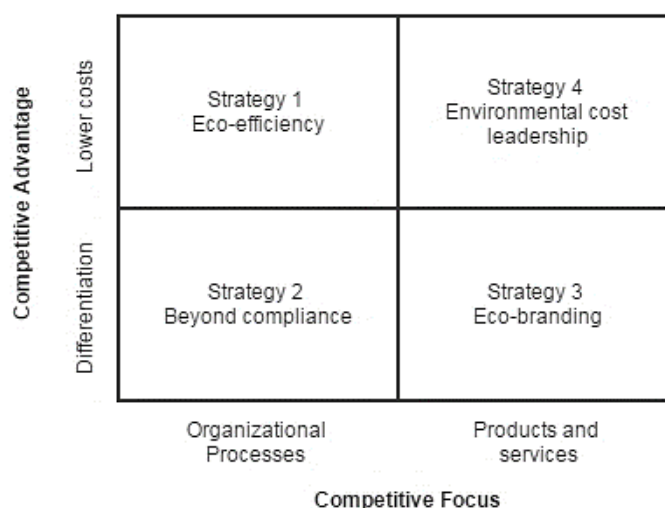 Competitive Advantage
Lower costs
Differentiation
Strategy 1
Eco-efficiency
Strategy 4
Environmental cost
leadership
Strategy 2
Beyond compliance
Strategy 3
Eco-branding
Organizational
Processes
Products and
services
Competitive Focus